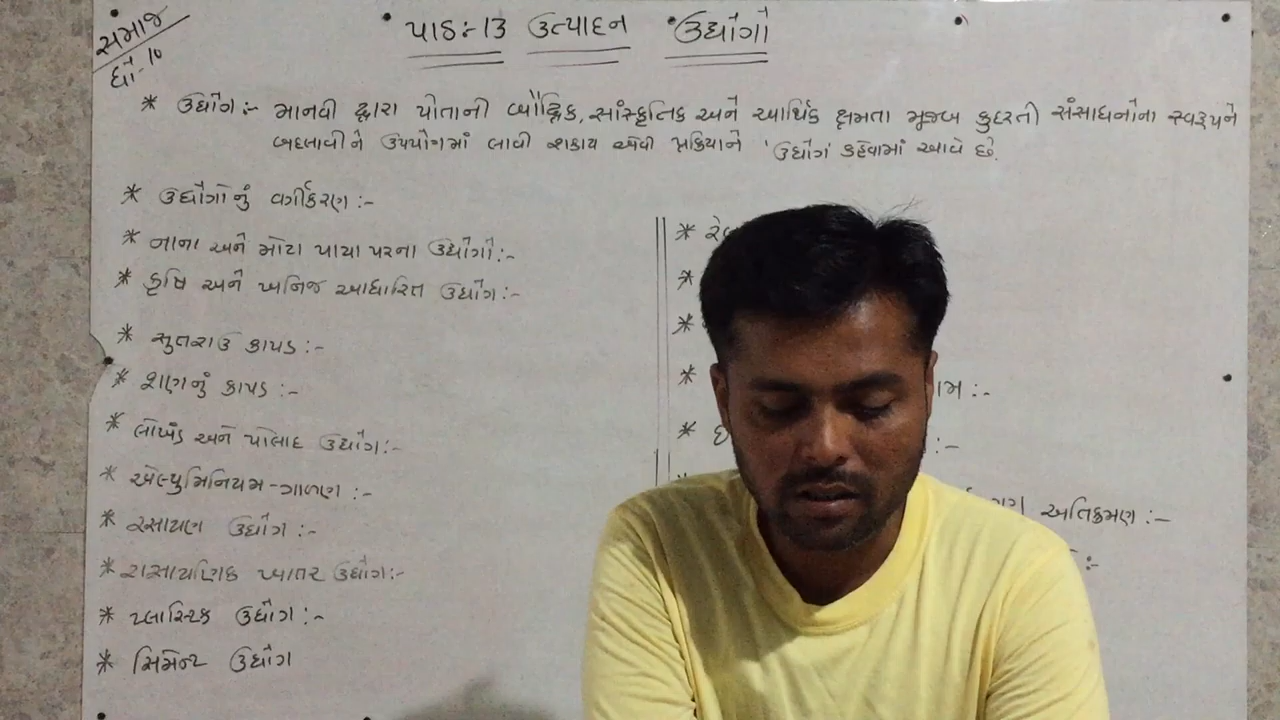 સમાજ
ધો-૧૦
પાઠ:-13 ઉત્પાદન ઉદ્યોગો
* ઉદ્યોગ:- માનવી દ્વારા પોતાની બૌદ્ધિક, સાંસ્કૃતિક અને આર્થિક ક્ષમતા મૂજબ કુદરતી સંસાધનોના સ્વરૂપને
બદલાવીને ઉપયોગમાં લાવી શકાય એવી પ્રક્રિયાને 'ઉદ્યોગ' કહેવામાં આવે છે.
* ઉદ્યોગોનું વર્ગીકરણ :-
* નાના અને મોટા પાયા પરના ઉદ્યોગો:-
* કૃષિ અને ખનિજ આધારિત ઉદ્યોગ:-
* સુતરાઉ કાપડ :-
* શણનું કાપડ :-
* લોખંડ અને પોલાદ ઉદ્યોગ:-
* એલ્યુમિનિયમ-ગાળણ :-
* રસાયણ ઉદ્યોગ:-
* રાસાયણિક ખાતર ઉદ્યોગ:-
* પ્લાસ્ટિક ઉદ્યોગ:-
* સિમેન્ટ ઉદ્યોગ
*
*
*
*
*
અતિક્રમણ :-